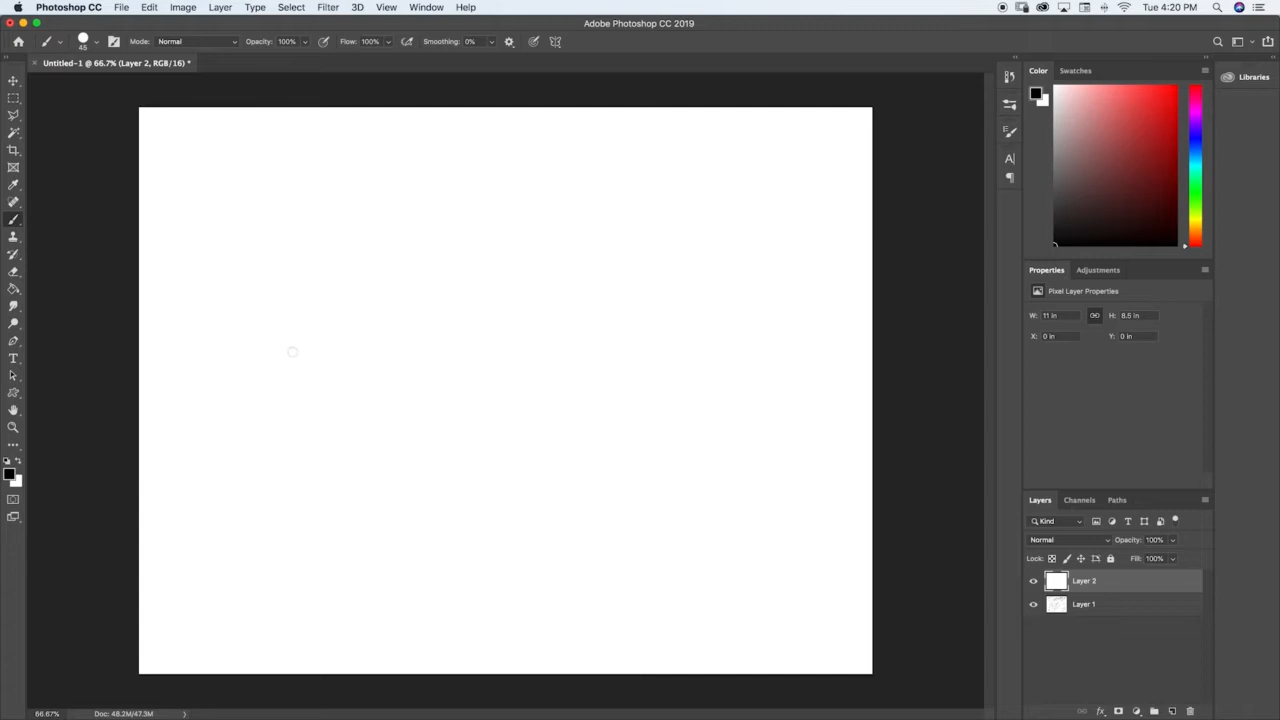 Photoshop CC File Edit Image Layer Type Select Filter 3D View Window Help Tue 4:20 PM
Adobe Photoshop CC 2019
45 Mode: Normal Opacity: 100% Flow: 100% Smoothing: 0%
Untitled-1 @ 66.7% (Layer 2, RGB/16) *
Color Swatches
Libraries
Properties Adjustments
Pixel Layer Properties
W: 11 in H: 8.5 in
X: 0 in Y: 0 in
Layers Channels Paths
Kind
Normal Opacity: 100%
Lock: Fill: 100%
Layer 2
Layer 1
66.67% Doc: 48.2M/47.3M